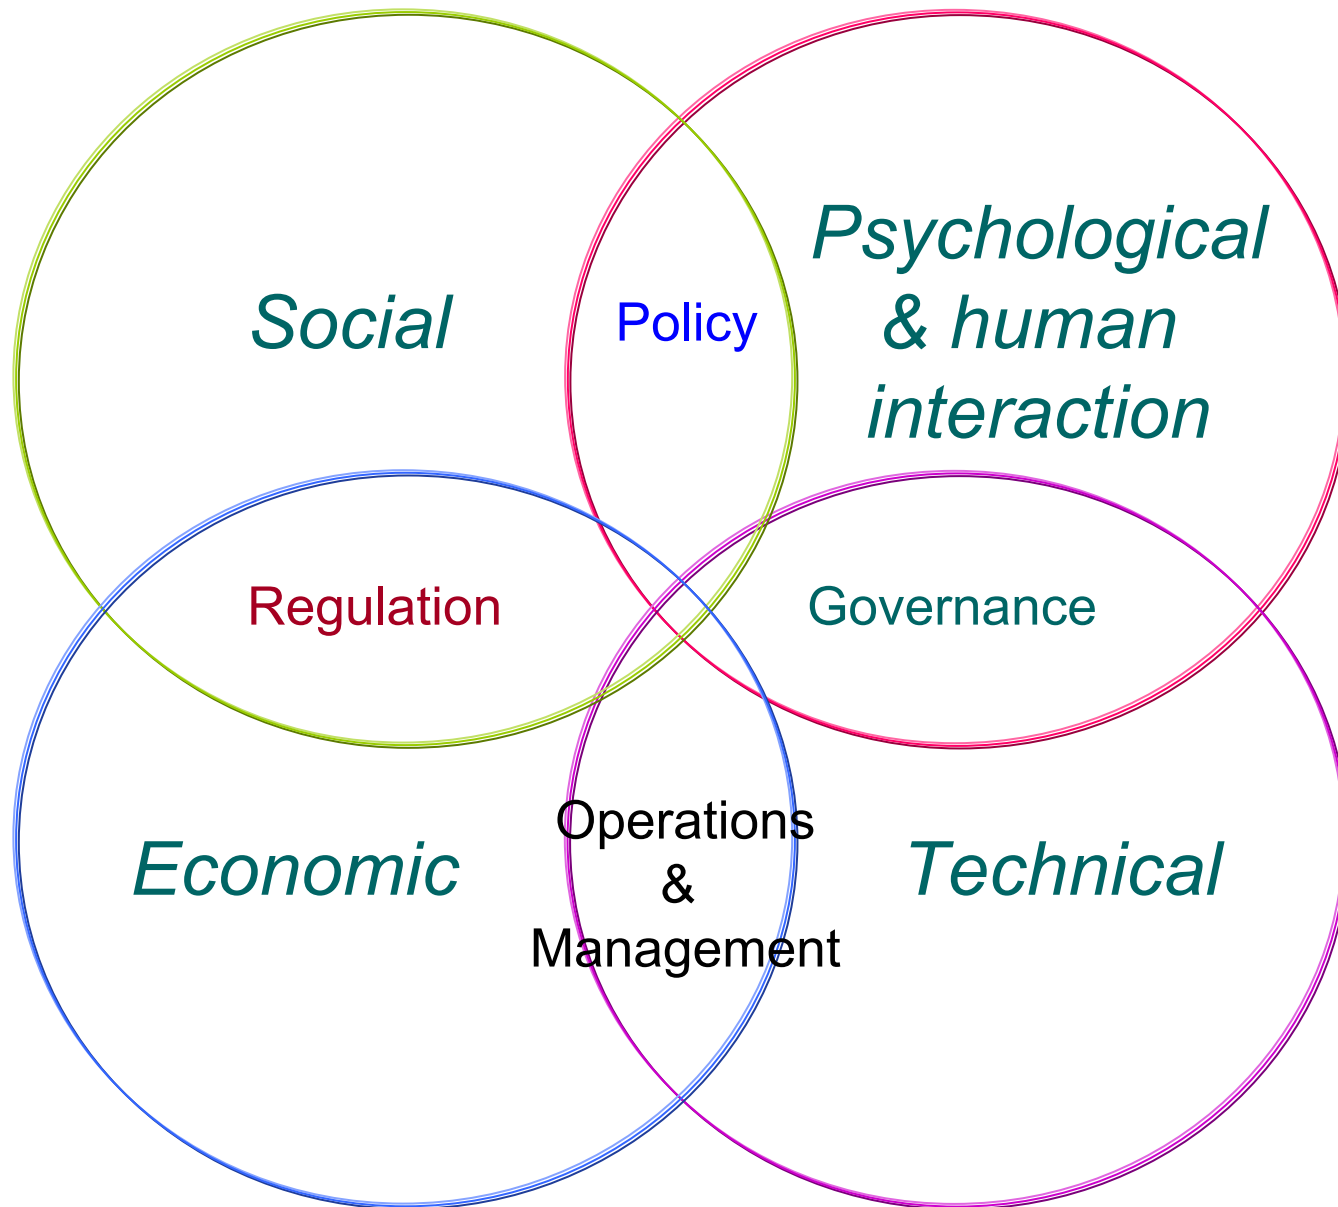 Social
Policy
Psychological
& human
interaction
Regulation
Governance
Economic
Operations
&
Management
Technical